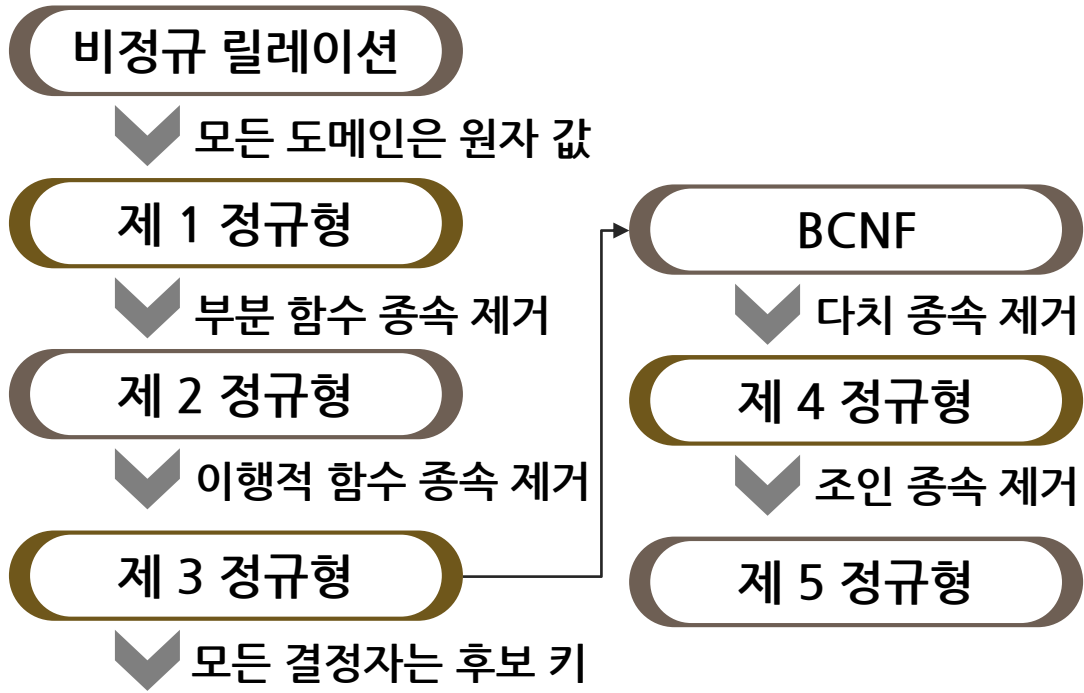 비정규 릴레이션
모든 도메인은 원자 값
제 1 정규형
부분 함수 종속 제거
제 2 정규형
이행적 함수 종속 제거
제 3 정규형
모든 결정자는 후보 키
BCNF
다치 종속 제거
제 4 정규형
조인 종속 제거
제 5 정규형